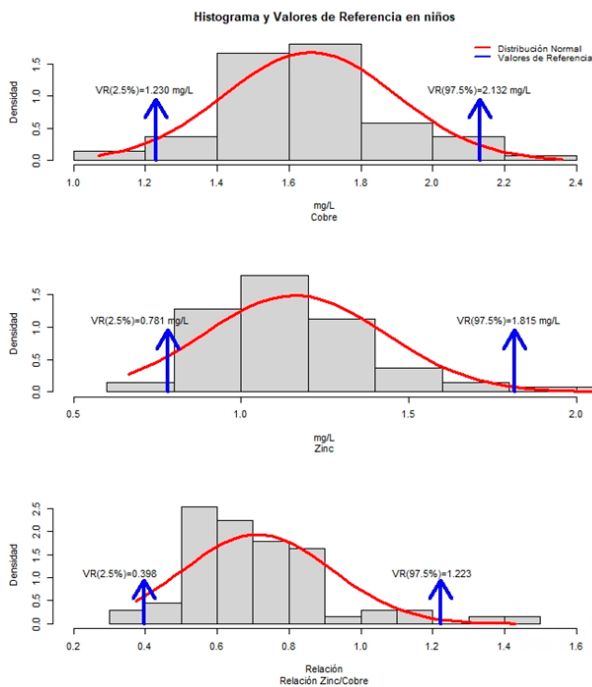 Histograma y Valores de Referencia en niños
Distribución Normal
Valores de Referencia
VR(2.5%)=1.230 mg/L
VR(97.5%)=2.132 mg/L
Densidad
0.0 0.5 1.0 1.5
1.0 1.2 1.4 1.6 1.8 2.0 2.2 2.4
mg/L
Cobre
VR(2.5%)=0.781 mg/L
VR(97.5%)=1.815 mg/L
Densidad
0.0 0.5 1.0 1.5
0.5 1.0 1.5 2.0
mg/L
Zinc
VR(2.5%)=0.398
VR(97.5%)=1.223
Densidad
0.0 0.5 1.0 1.5 2.0 2.5
0.2 0.4 0.6 0.8 1.0 1.2 1.4 1.6
Relación
Relación Zinc/Cobre